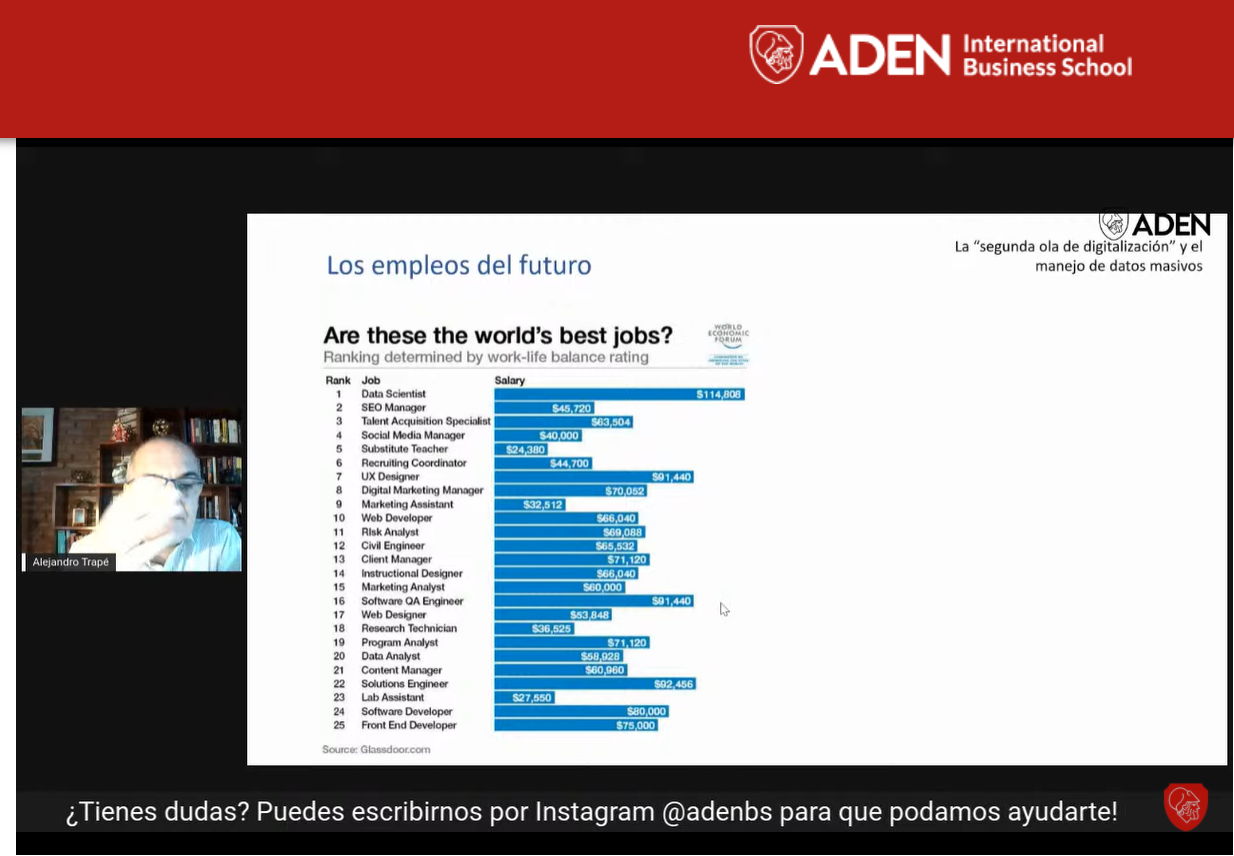 ADEN International
Business School
ADEN
La “segunda ola de digitalización” y el
manejo de datos masivos
Los empleos del futuro
Are these the world's best jobs?
WORLD
ECONOMIC
FORUM
Ranking determined by work-life balance rating
Rank Job Salary
1 Data Scientist $114,808
2 SEO Manager $45,720
3 Talent Acquisition Specialist $63,504
4 Social Media Manager $40,000
5 Substitute Teacher $24,380
6 Recruiting Coordinator $44,700
7 UX Designer $91,440
8 Digital Marketing Manager $70,052
9 Marketing Assistant $32,512
10 Web Developer $66,040
11 Risk Analyst $69,088
12 Civil Engineer $65,532
13 Client Manager $71,120
14 Instructional Designer $66,040
15 Marketing Analyst $60,000
16 Software QA Engineer $91,440
17 Web Designer $53,848
18 Research Technician $36,525
19 Program Analyst $71,120
20 Data Analyst $58,928
21 Content Manager $60,960
22 Solutions Engineer $92,456
23 Lab Assistant $27,550
24 Software Developer $80,000
25 Front End Developer $75,000
Source: Glassdoor.com
Alejandro Trapé
¿Tienes dudas? Puedes escribirnos por Instagram @adenbs para que podamos ayudarte!